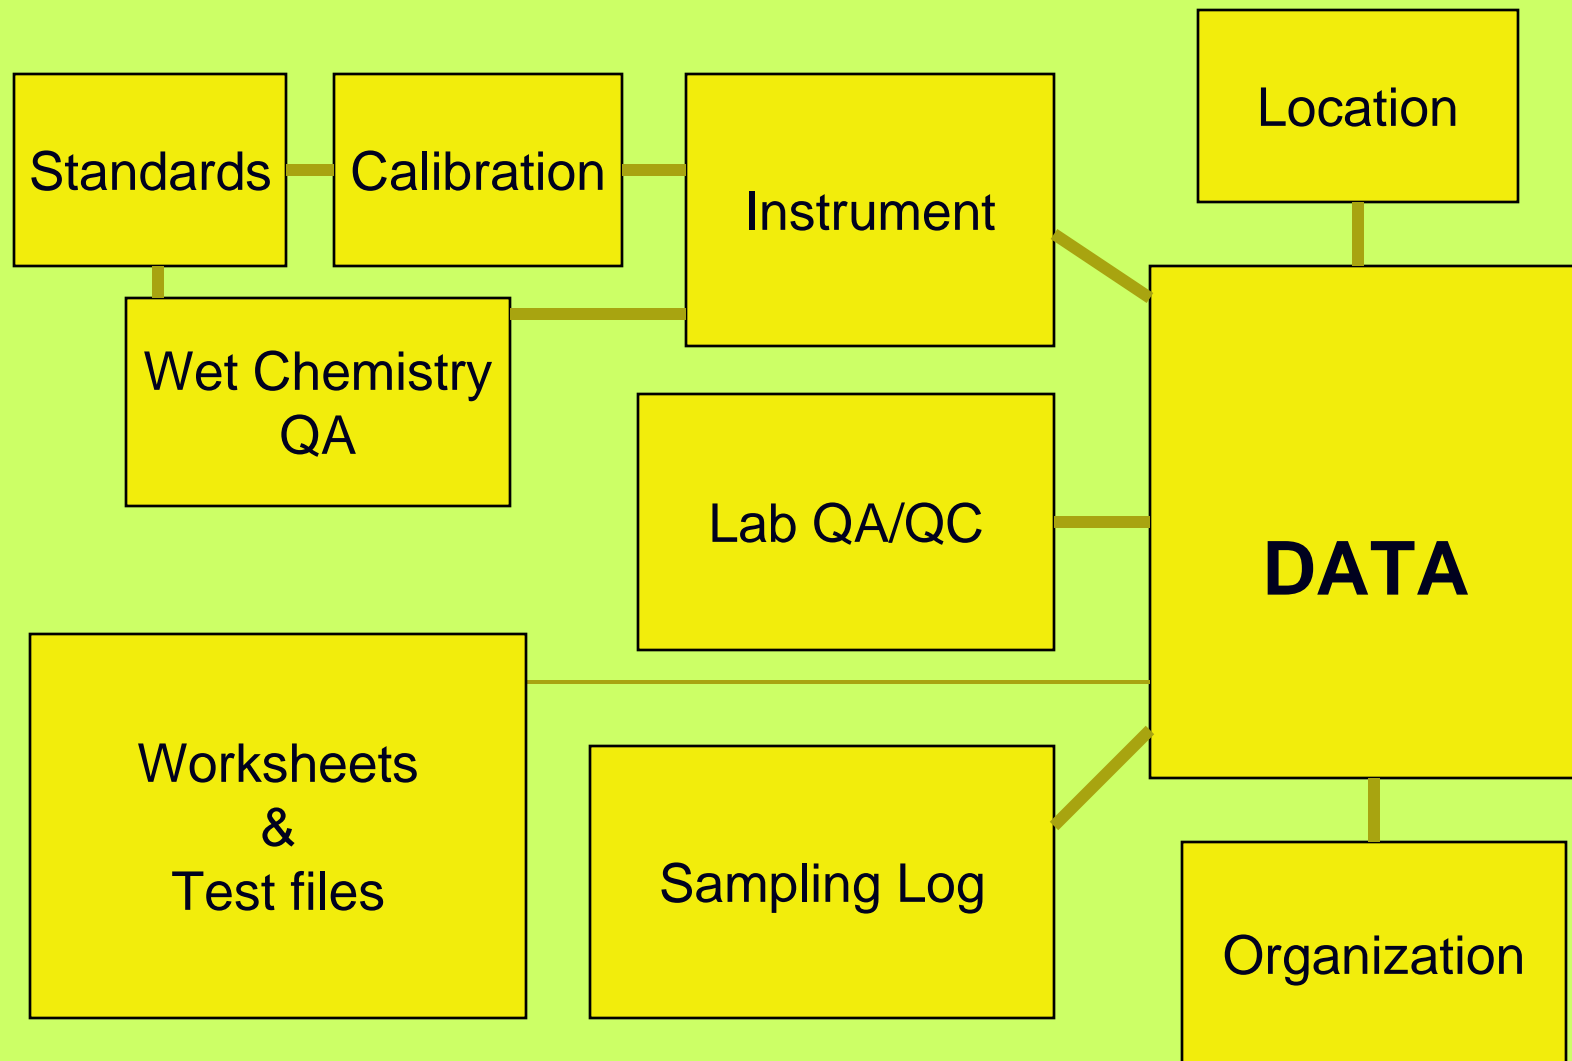 Standards
Calibration
Instrument
Location
Wet Chemistry
QA
Lab QA/QC
DATA
Worksheets
&
Test files
Sampling Log
Organization